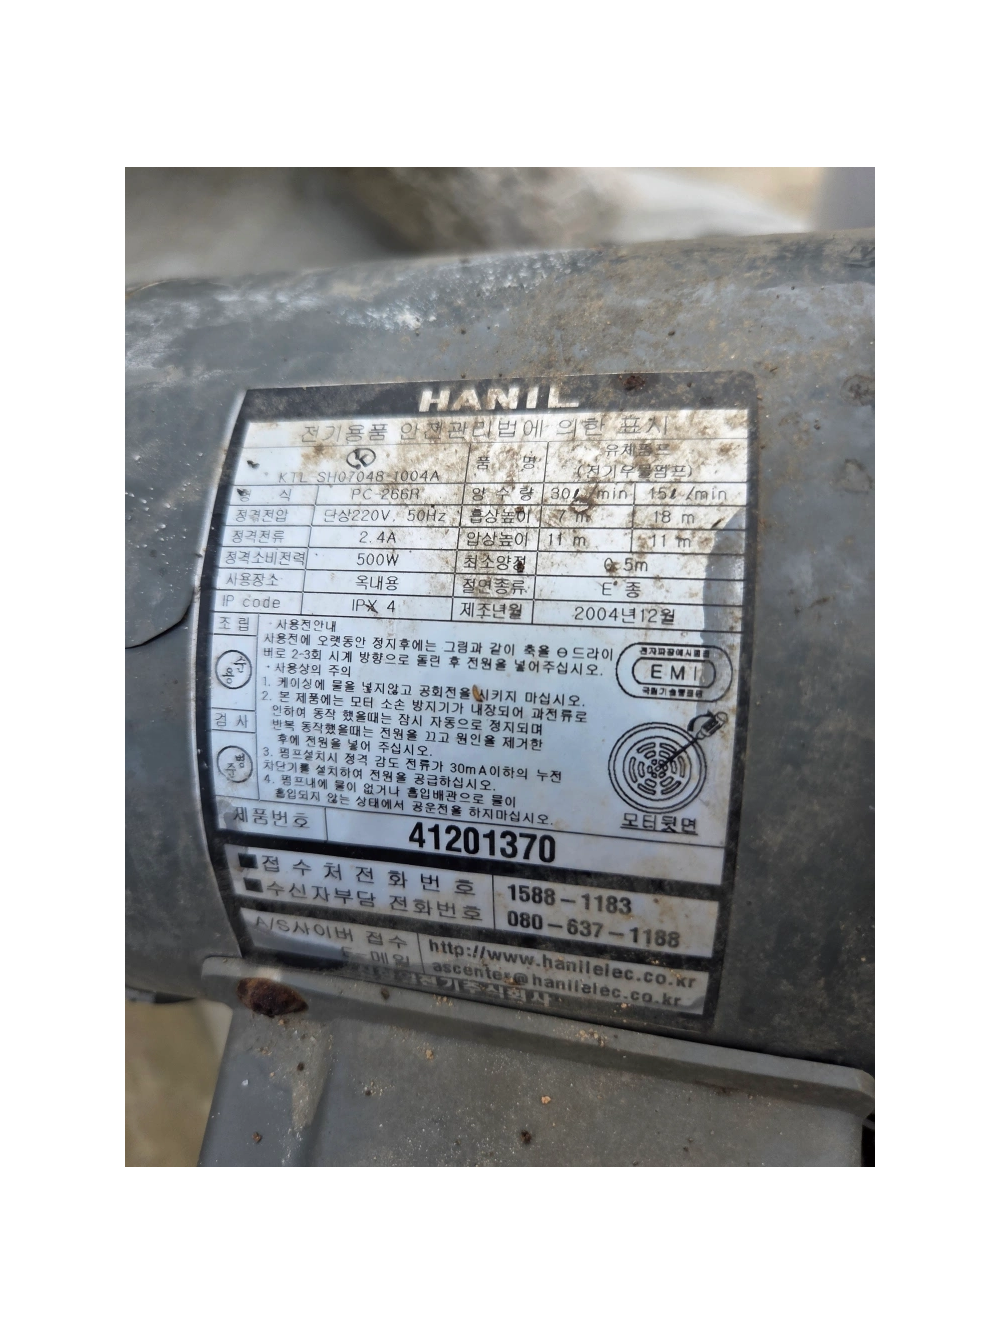 HANIL
전기용품 안전관리법에 의한 표시
KTL SH07048-1004A 품 명 유체펌프 (전기우물펌프)
형 식 PC-266R 양 수 량 30ℓ/min 15ℓ/min
정격전압 단상220V, 50Hz 흡상높이 7 m 18 m
정격전류 2.4A 압상높이 11 m 11 m
정격소비전력 500W 최소양정 0.5m
사용장소 옥내용 절연종류 E 종
IP code IPX 4 제조년월 2004년12월
조 립
검 사
· 사용전안내
사용전에 오랫동안 정지후에는 그림과 같이 축을 ⊖드라이
버로 2-3회 시계 방향으로 돌린 후 전원을 넣어주십시오.
· 사용상의 주의
1. 케이싱에 물을 넣지않고 공회전을 시키지 마십시오.
2. 본 제품에는 모터 소손 방지기가 내장되어 과전류로
인하여 동작 했을때는 잠시 자동으로 정지되며
반복 동작했을때는 전원을 끄고 원인을 제거한
후에 전원을 넣어 주십시오.
3. 펌프설치시 정격 감도 전류가 30mA이하의 누전
차단기를 설치하여 전원을 공급하십시오.
4. 펌프내에 물이 없거나 흡입배관으로 물이
흡입되지 않는 상태에서 공운전을 하지마십시오.
EMI
모터뒷면
제품번호 41201370
■접 수 처 전 화 번 호 1588-1183
■수신자부담 전화번호 080-637-1188
A/S사이버 접수 http://www.hanilelec.co.kr
E-메일 ascenter@hanilelec.co.kr